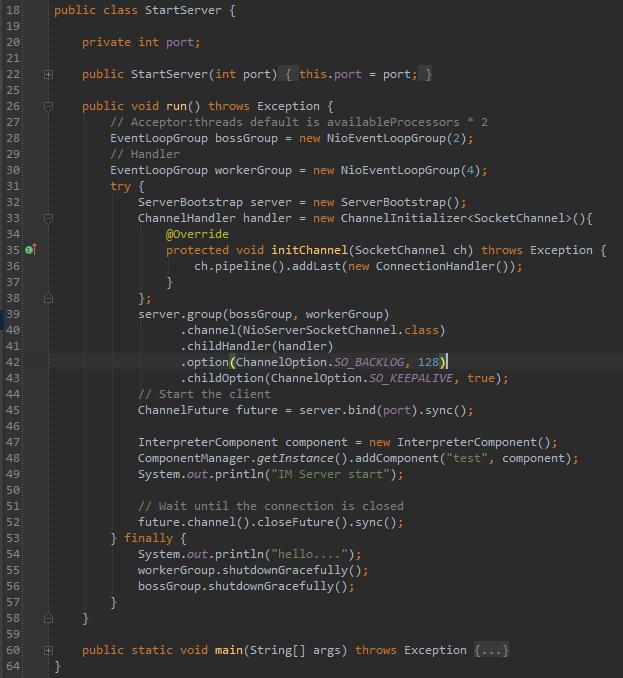 18 public class StartServer {
19
20 private int port;
21
22 public StartServer(int port) { this.port = port; }
25
26 public void run() throws Exception {
27 // Acceptor:threads default is availableProcessors * 2
28 EventLoopGroup bossGroup = new NioEventLoopGroup(2);
29 // Handler
30 EventLoopGroup workerGroup = new NioEventLoopGroup(4);
31 try {
32 ServerBootstrap server = new ServerBootstrap();
33 ChannelHandler handler = new ChannelInitializer<SocketChannel>(){
34 @Override
35 protected void initChannel(SocketChannel ch) throws Exception {
36 ch.pipeline().addLast(new ConnectionHandler());
37 }
38 };
39 server.group(bossGroup, workerGroup)
40 .channel(NioServerSocketChannel.class)
41 .childHandler(handler)
42 .option(ChannelOption.SO_BACKLOG, 128)
43 .childOption(ChannelOption.SO_KEEPALIVE, true);
44 // Start the client
45 ChannelFuture future = server.bind(port).sync();
46
47 InterpreterComponent component = new InterpreterComponent();
48 ComponentManager.getInstance().addComponent("test", component);
49 System.out.println("IM Server start");
50
51 // Wait until the connection is closed
52 future.channel().closeFuture().sync();
53 } finally {
54 System.out.println("hello....");
55 workerGroup.shutdownGracefully();
56 bossGroup.shutdownGracefully();
57 }
58 }
59
60 public static void main(String[] args) throws Exception {...}
64 }